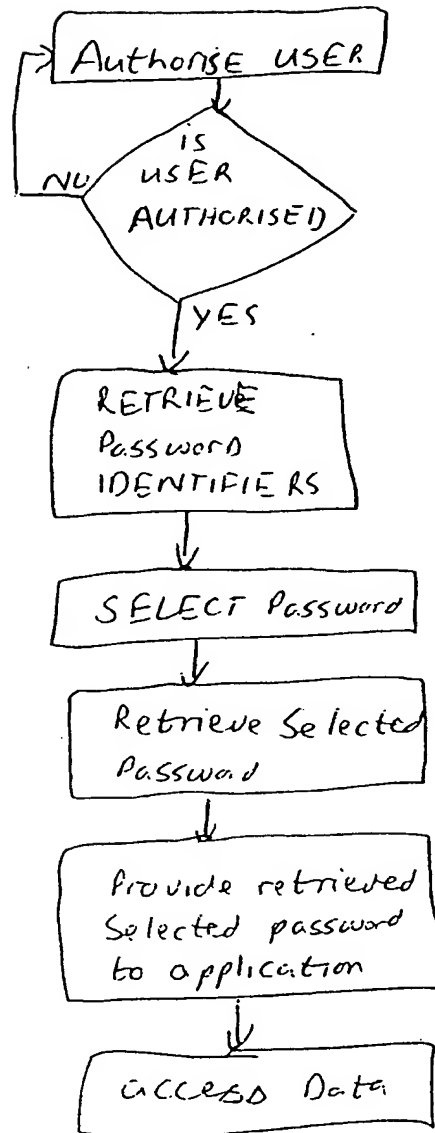 Authorise USER
is
USER
AUTHORISED
NO
YES
RETRIEVE
Password
IDENTIFIERS
SELECT Password
Retrieve Selected
Password
Provide retrieved
Selected password
to application
access Data